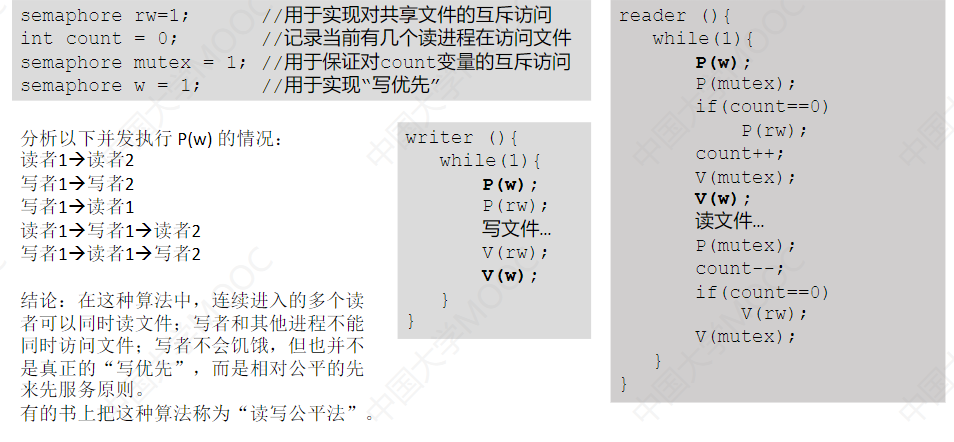 semaphore rw=1; //用于实现对共享文件的互斥访问
int count = 0; //记录当前有几个读进程在访问文件
semaphore mutex = 1; //用于保证对count变量的互斥访问
semaphore w = 1; //用于实现“写优先”
分析以下并发执行 P(w) 的情况：
读者1→读者2
写者1→写者2
写者1→读者1
读者1→写者1→读者2
写者1→读者1→写者2
结论：在这种算法中，连续进入的多个读
者可以同时读文件；写者和其他进程不能
同时访问文件；写者不会饥饿，但也并不
是真正的“写优先”，而是相对公平的先
来先服务原则。
有的书上把这种算法称为“读写公平法”。
writer (){
while(1){
P(w);
P(rw);
写文件…
V(rw);
V(w);
}
}
reader (){
while(1){
P(w);
P(mutex);
if(count==0)
P(rw);
count++;
V(mutex);
V(w);
读文件…
P(mutex);
count--;
if(count==0)
V(rw);
V(mutex);
}
}
中国大学MOOC